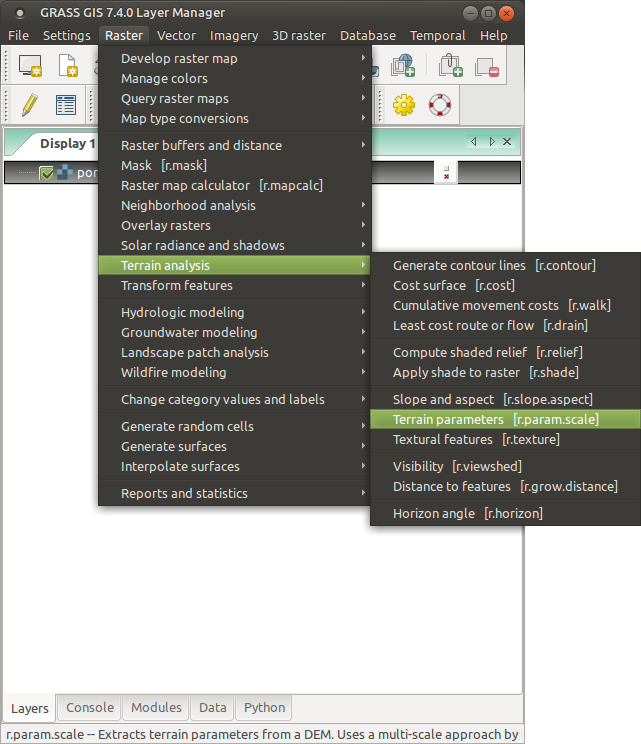 GRASS GIS 7.4.0 Layer Manager
File Settings Raster Vector Imagery 3D raster Database Temporal Help
Display 1
Develop raster map
Manage colors
Query raster maps
Map type conversions
Raster buffers and distance
Mask [r.mask]
Raster map calculator [r.mapcalc]
Neighborhood analysis
Overlay rasters
Solar radiance and shadows
Terrain analysis
Transform features
Hydrologic modeling
Groundwater modeling
Landscape patch analysis
Wildfire modeling
Change category values and labels
Generate random cells
Generate surfaces
Interpolate surfaces
Reports and statistics
Generate contour lines [r.contour]
Cost surface [r.cost]
Cumulative movement costs [r.walk]
Least cost route or flow [r.drain]
Compute shaded relief [r.relief]
Apply shade to raster [r.shade]
Slope and aspect [r.slope.aspect]
Terrain parameters [r.param.scale]
Textural features [r.texture]
Visibility [r.viewshed]
Distance to features [r.grow.distance]
Horizon angle [r.horizon]
Layers Console Modules Data Python
r.param.scale -- Extracts terrain parameters from a DEM. Uses a multi-scale approach by